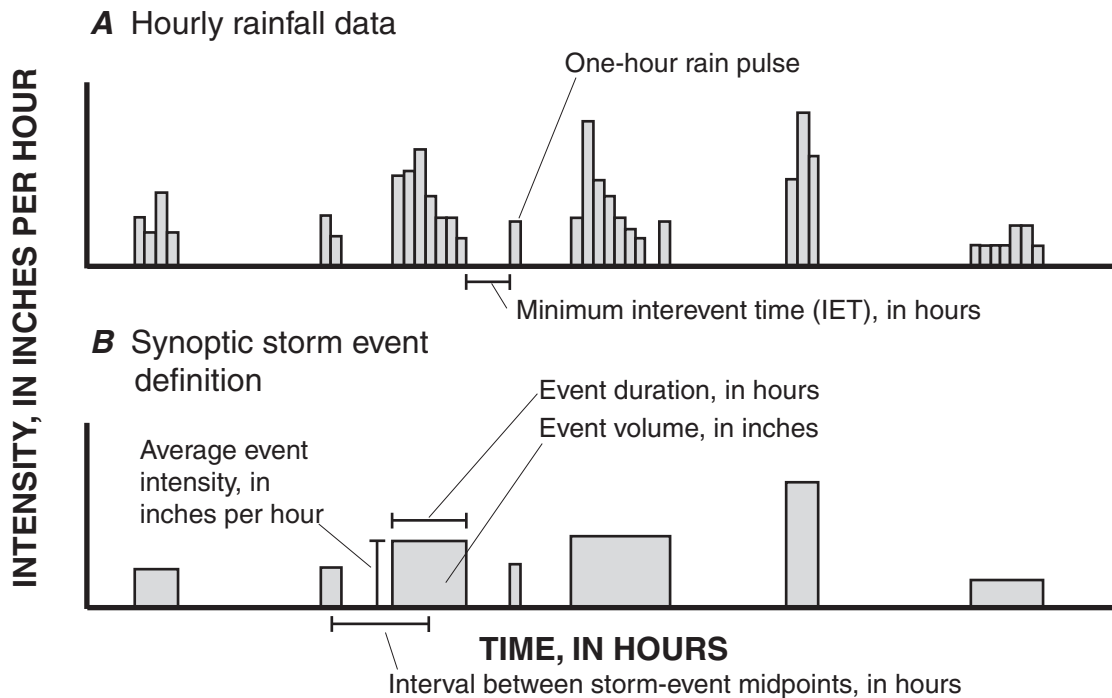 A Hourly rainfall data
One-hour rain pulse
INTENSITY, IN INCHES PER HOUR
Minimum interevent time (IET), in hours
B Synoptic storm event
definition
Event duration, in hours
Event volume, in inches
Average event
intensity, in
inches per hour
TIME, IN HOURS
Interval between storm-event midpoints, in hours